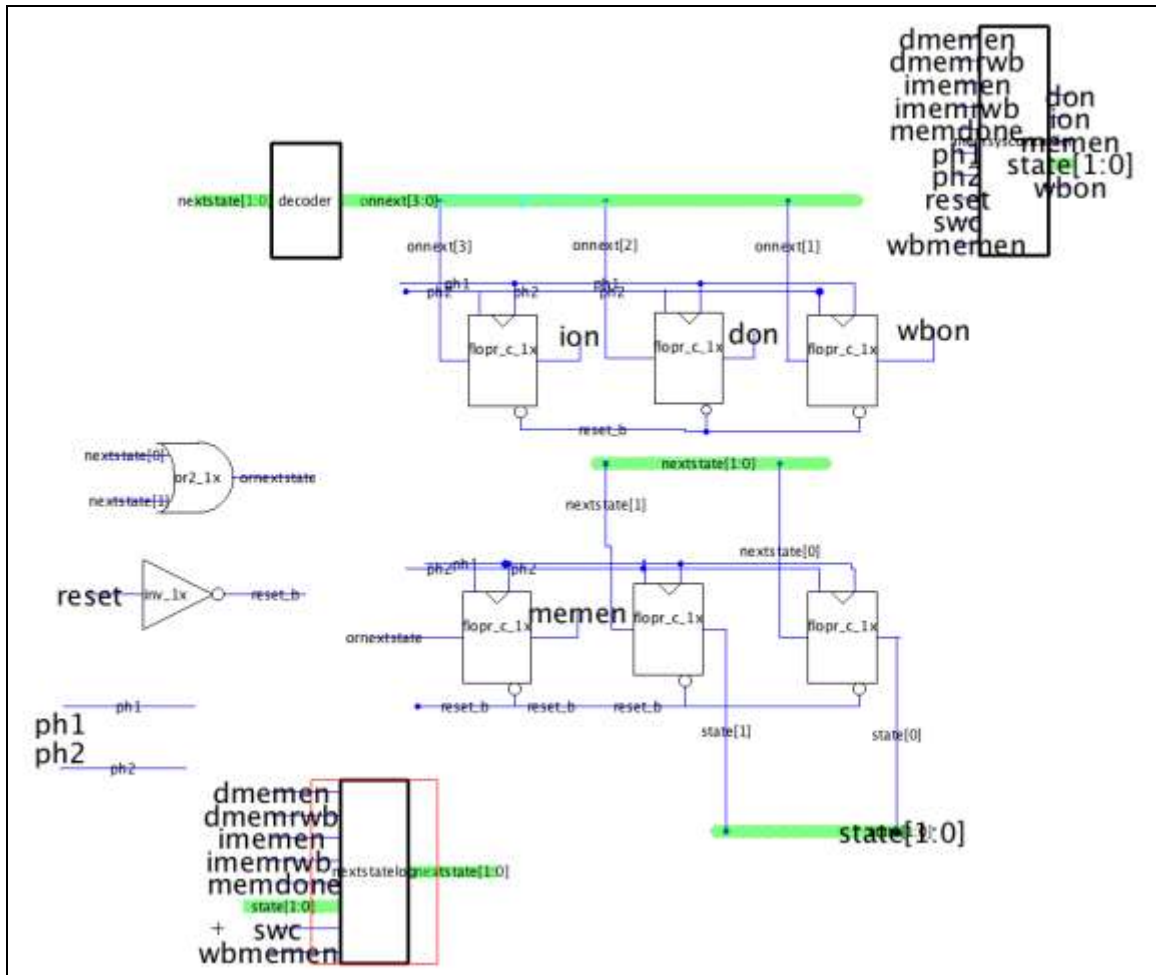 dmemen
dmemrwb
imemen
imemrwb
memdone
ph1
ph2
reset
swc
wbmemen
don
ion
memen
state[1:0]
wbon
nextstate[1:0]
decoder
onnext[3:0]
onnext[3]
onnext[2]
onnext[1]
ph1
ph1
ph2
ph2
ph2
flopr_c_1x
ion
flopr_c_1x
don
flopr_c_1x
wbon
reset_b
nextstate[0]
nextstate[1]
or2_1x
ornextstate
nextstate[1:0]
nextstate[1]
nextstate[0]
reset
inv_1x
reset_b
ph1
ph2
ph2
ornextstate
flopr_c_1x
memen
flopr_c_1x
flopr_c_1x
reset_b
reset_b
reset_b
state[1]
state[0]
ph1
ph1
ph2
ph2
dmemen
dmemrwb
imemen
imemrwb
memdone
state[1:0]
swc
wbmemen
nextstatelog
nextstate[1:0]
state[1:0]